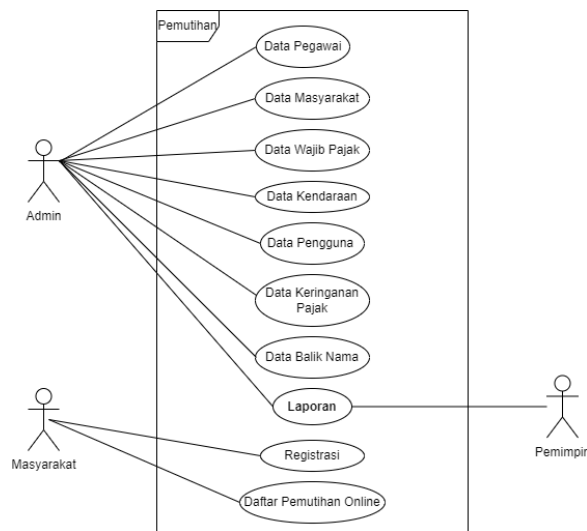 Pemutihan
Data Pegawai
Data Masyarakat
Data Wajib Pajak
Data Kendaraan
Admin
Data Pengguna
Data Keringanan
Pajak
Data Balik Nama
Laporan
Pemimpin
Masyarakat
Registrasi
Daftar Pemutihan Online